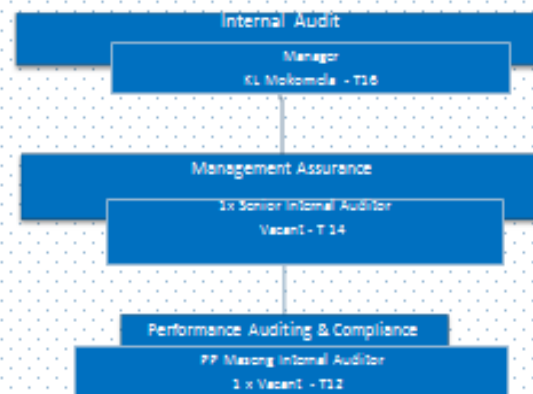 Internal Audit
Manager
KL Mokomela - T16
Management Assurance
1x Senior Internal Auditor
Vacant - T 14
Performance Auditing & Compliance
PP Masong Internal Auditor
1 x Vacant - T12